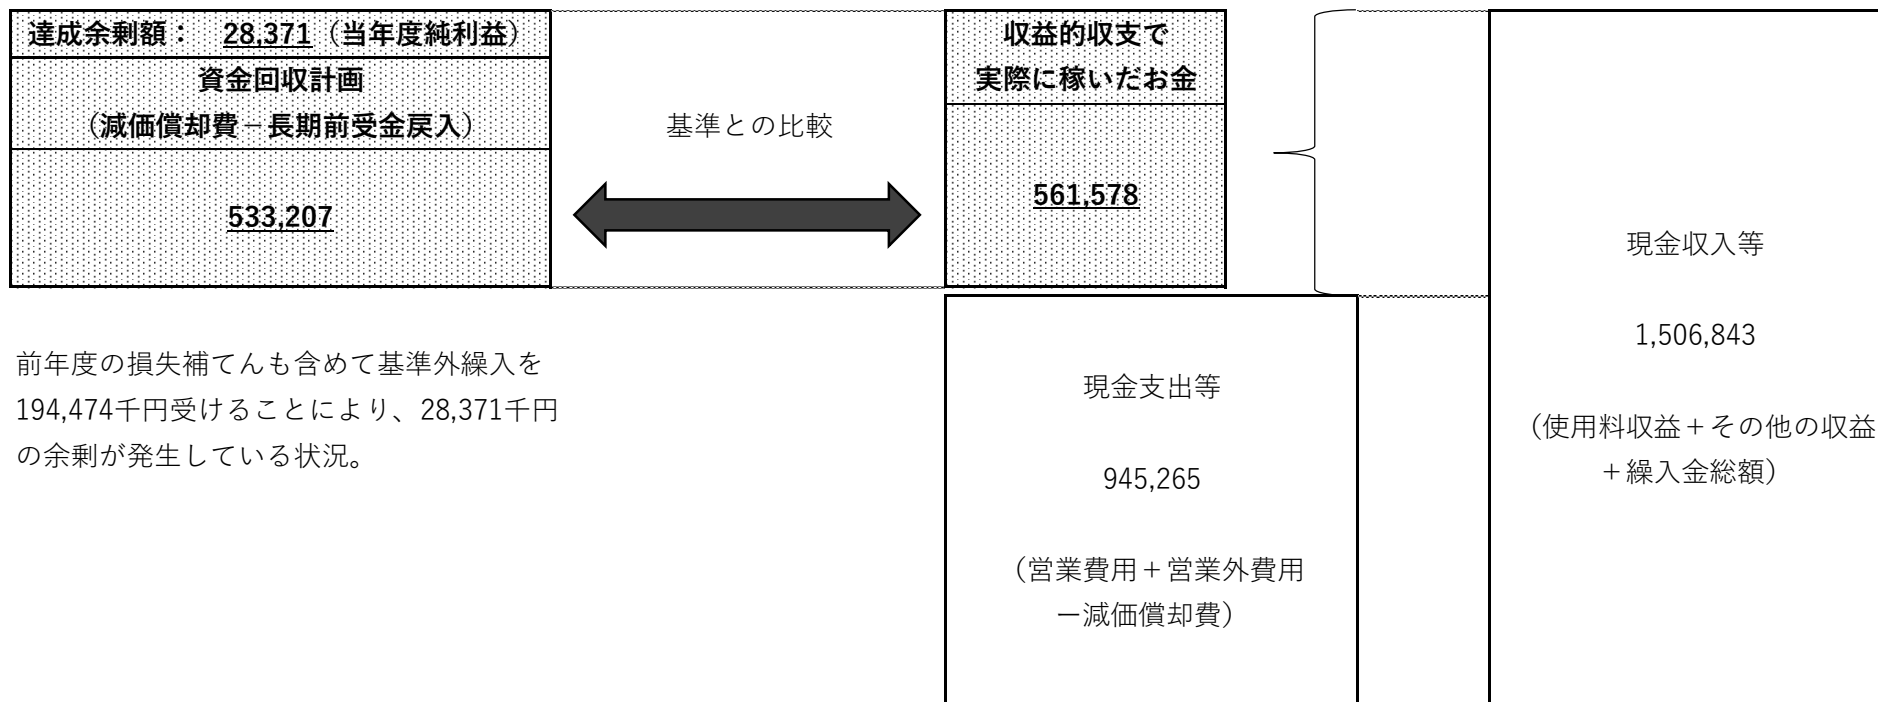 達成余剰額： 28,371（当年度純利益）
資金回収計画
（減価償却費－長期前受金戻入）
533,207
前年度の損失補てんも含めて基準外繰入を
194,474千円受けることにより、28,371千円
の余剰が発生している状況。
基準との比較
収益的収支で
実際に稼いだお金
561,578
現金支出等
945,265
（営業費用＋営業外費用
ー減価償却費）
現金収入等
1,506,843
（使用料収益＋その他の収益
＋繰入金総額）